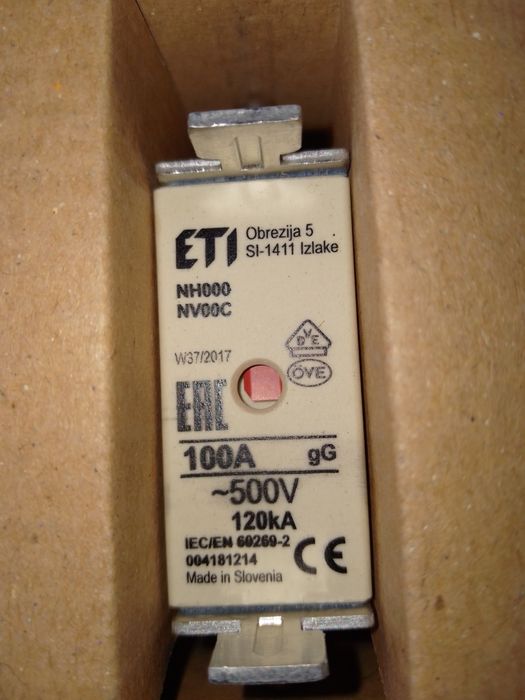 ETI
Obrezija 5
SI-1411 Izlake
NH000
NV00C
DVE
W37/2017
ÖVE
EAC
100A gG
~500V
120kA
IEC/EN 60269-2
004181214
CE
Made in Slovenia